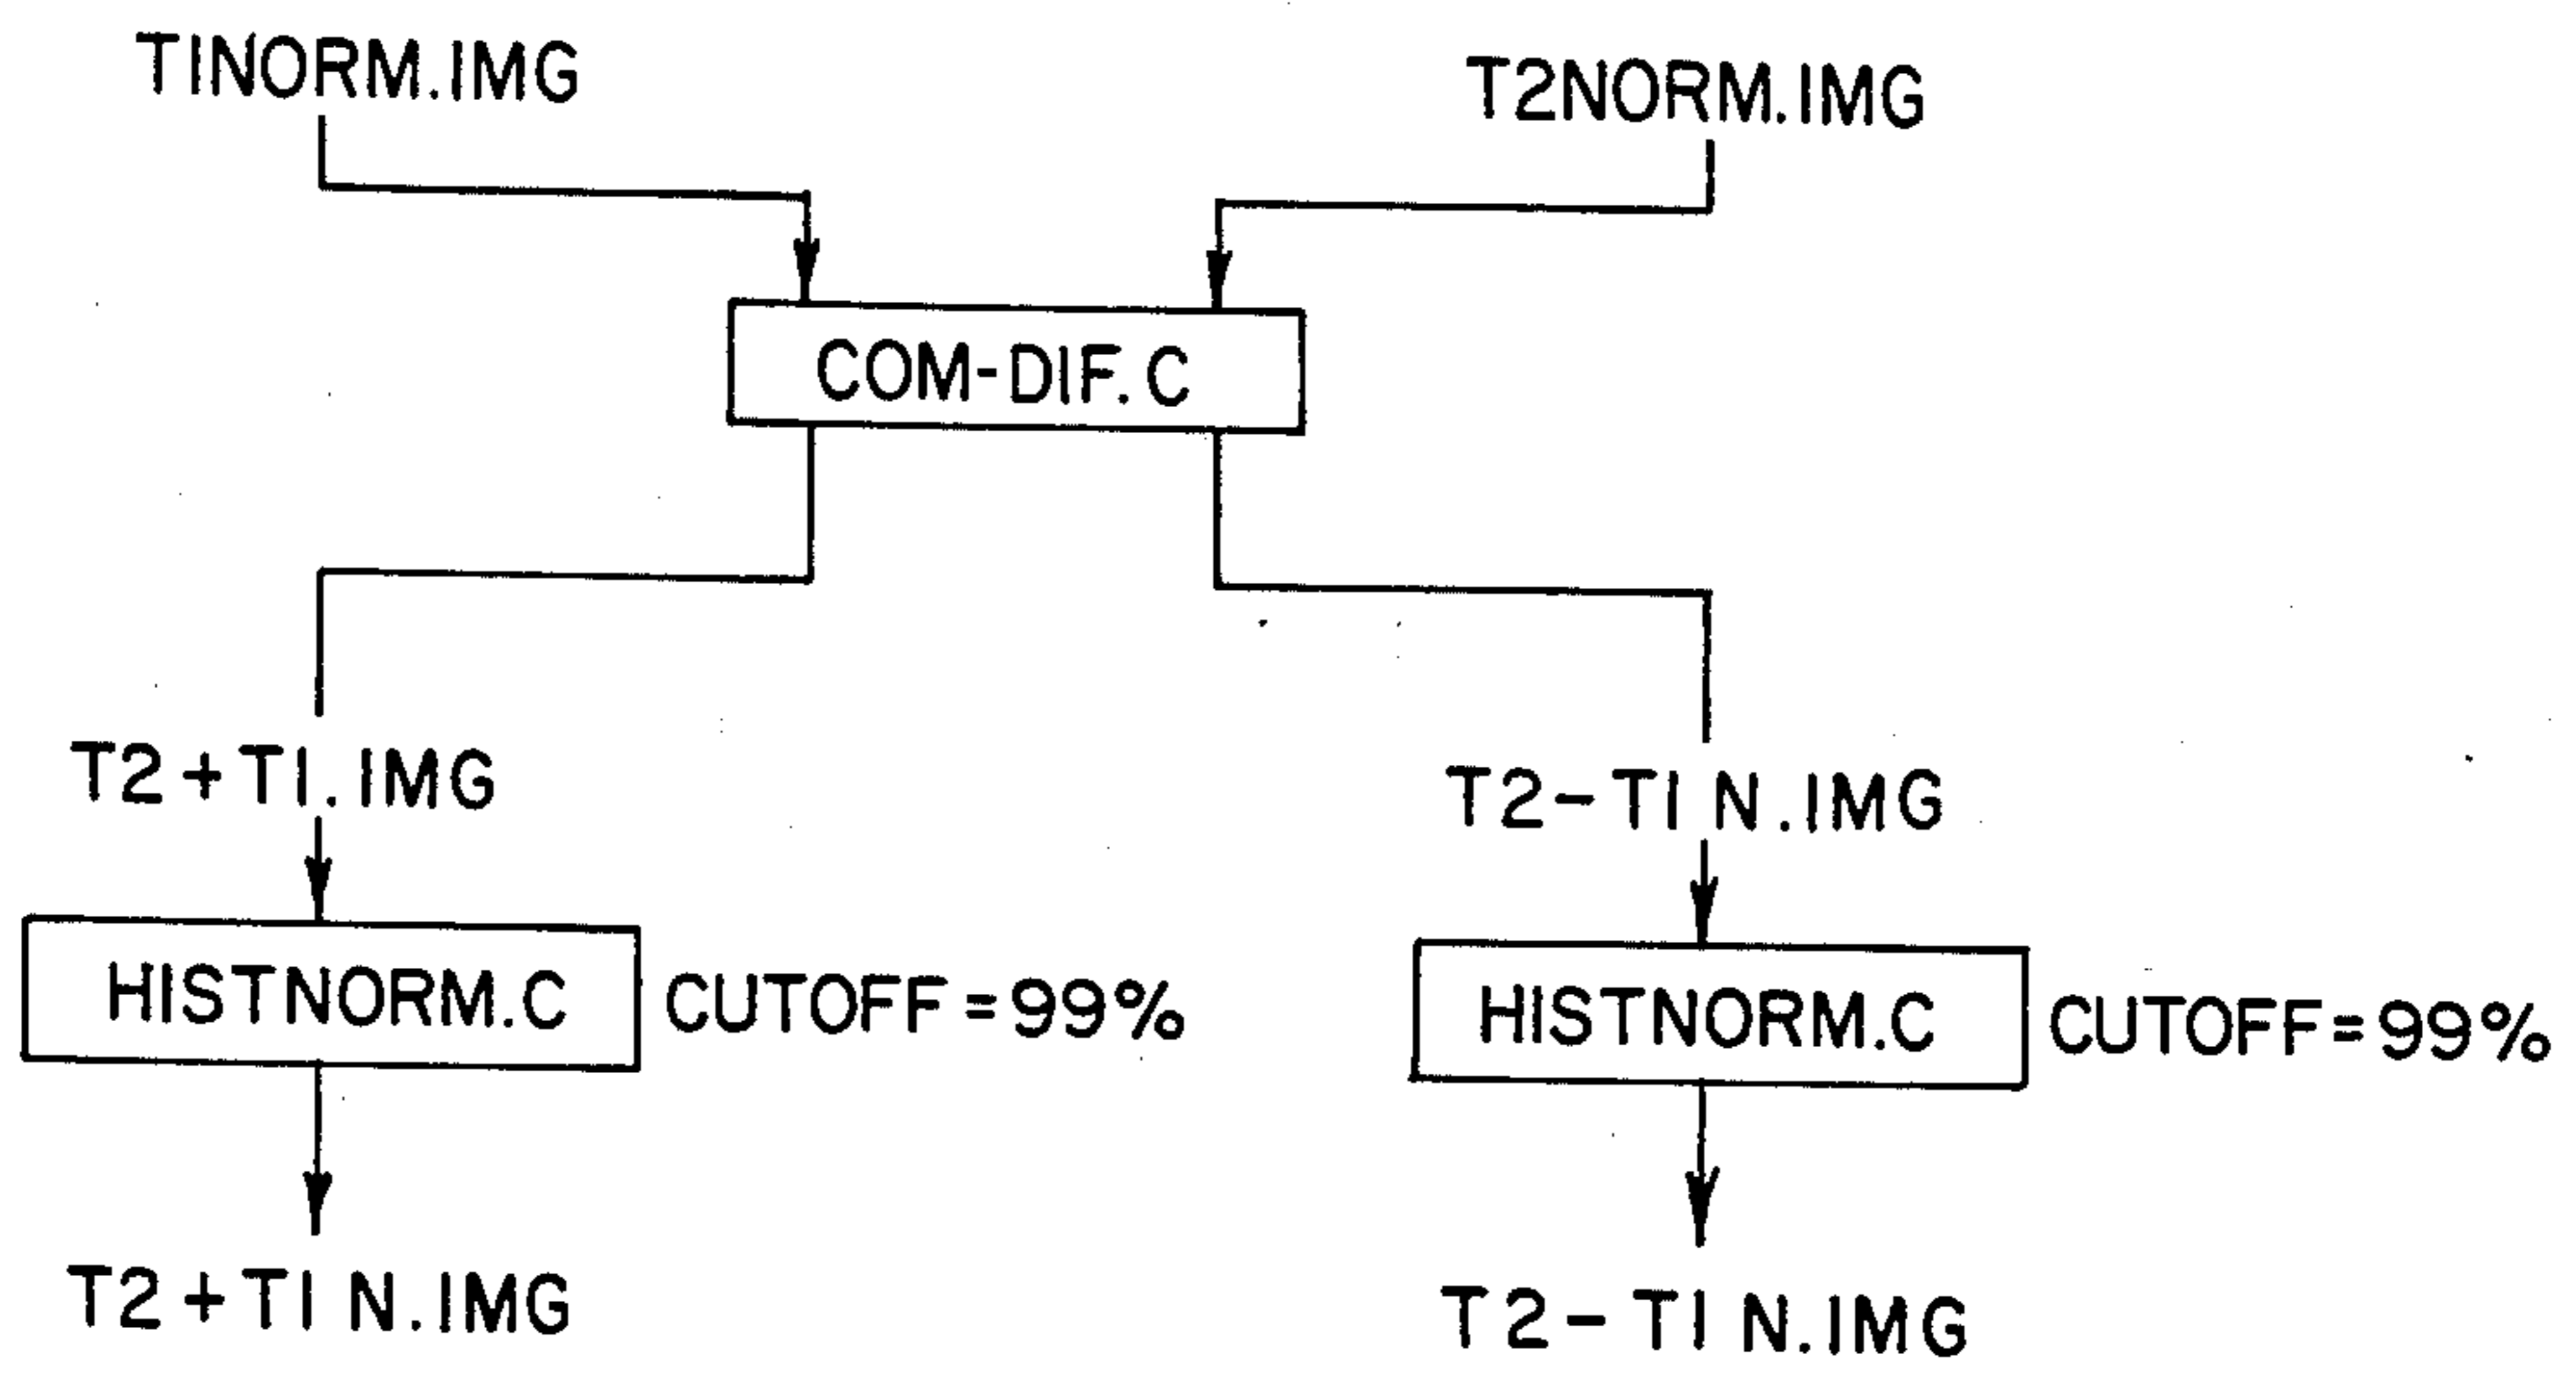 T1NORM.IMG
T2NORM.IMG
COM-DIF.C
T2+T1.IMG
T2-T1 N.IMG
HISTNORM.C
CUTOFF=99%
HISTNORM.C
CUTOFF=99%
T2+T1 N.IMG
T2-T1 N.IMG